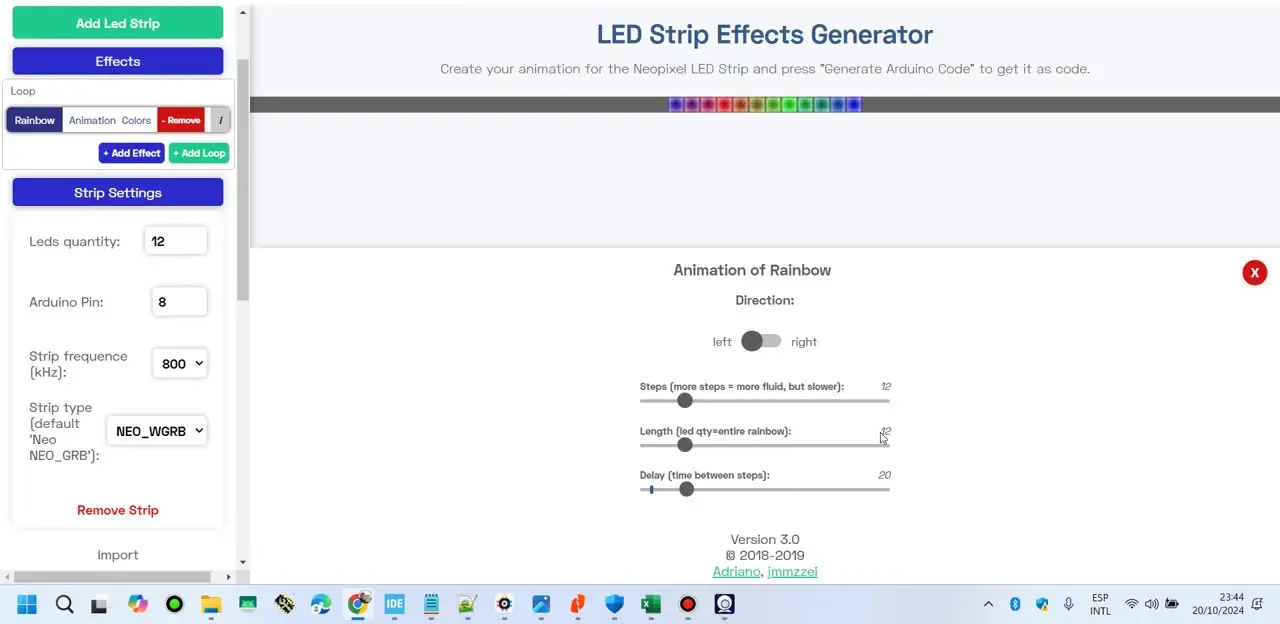 Add Led Strip
Effects
Loop
Rainbow Animation Colors - Remove i
+ Add Effect + Add Loop
Strip Settings
Leds quantity: 12
Arduino Pin: 8
Strip frequence
(kHz): 800
Strip type
(default
'Neo
NEO_GRB'): NEO_WGRB
Remove Strip
Import
LED Strip Effects Generator
Create your animation for the Neopixel LED Strip and press "Generate Arduino Code" to get it as code.
Animation of Rainbow
X
Direction:
left right
Steps (more steps = more fluid, but slower): 12
Length (led qty=entire rainbow): 12
Delay (time between steps): 20
Version 3.0
© 2018-2019
Adriano, jmmzzei
IDE
ESP
INTL
23:44
20/10/2024